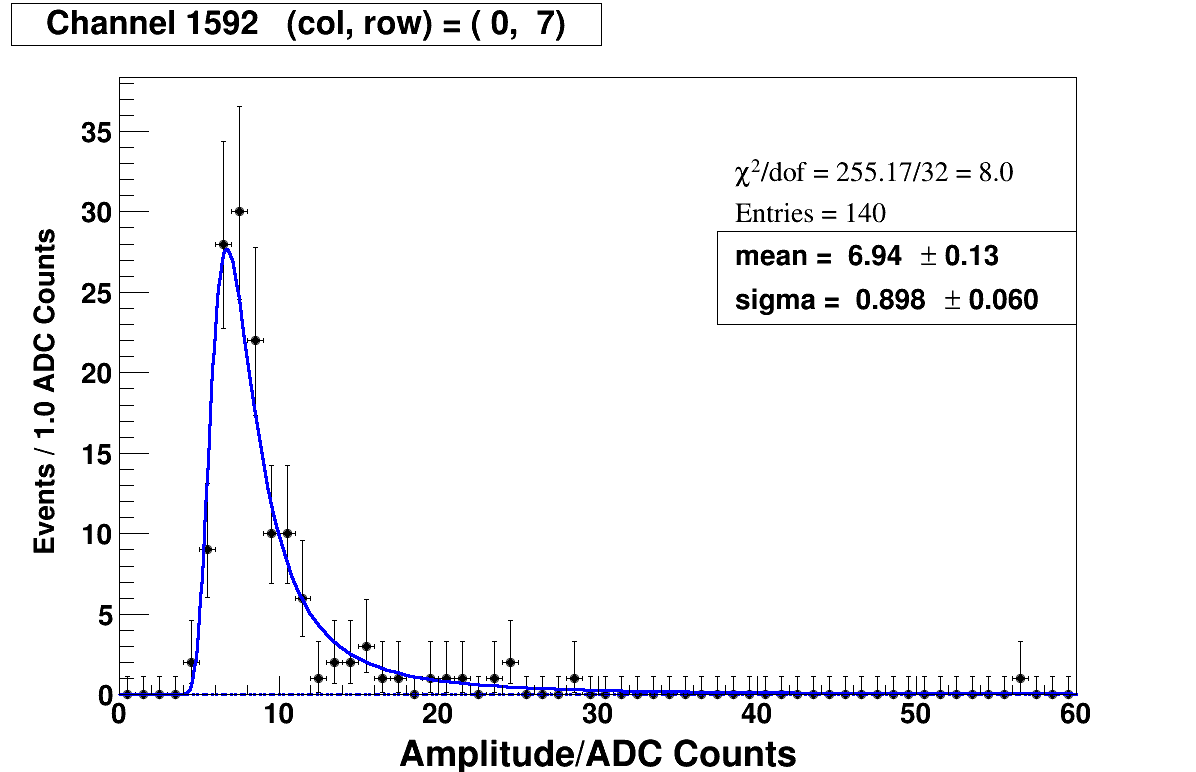 Channel 1592 (col, row) = ( 0, 7)
χ²/dof = 255.17/32 = 8.0
Entries = 140
mean = 6.94 ± 0.13
sigma = 0.898 ± 0.060
Events / 1.0 ADC Counts
35
30
25
20
15
10
5
0
0 10 20 30 40 50 60
Amplitude/ADC Counts